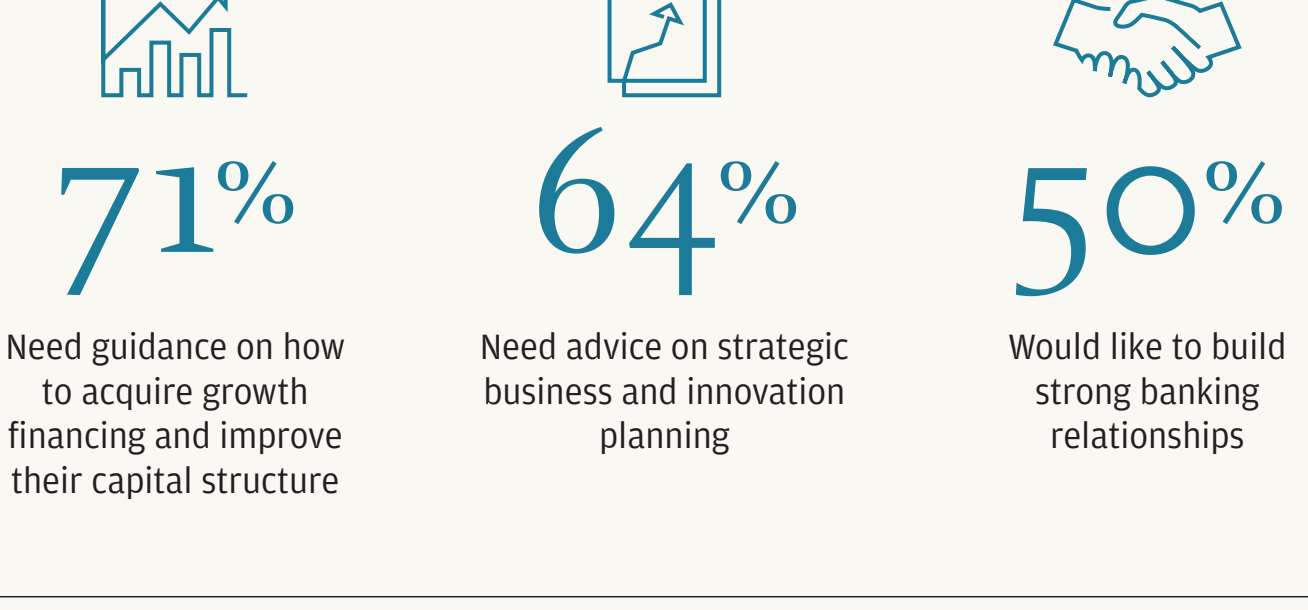 71%
Need guidance on how
to acquire growth
financing and improve
their capital structure
64%
Need advice on strategic
business and innovation
planning
50%
Would like to build
strong banking
relationships